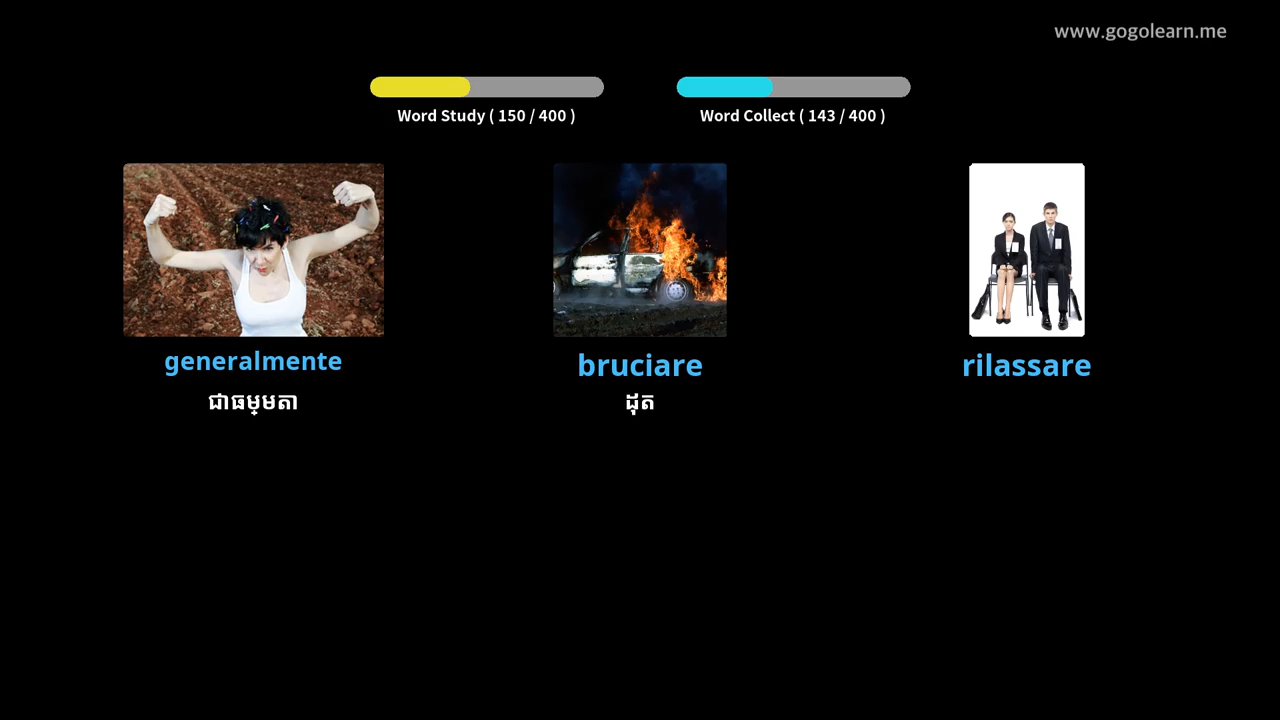 www.gogolearn.me
Word Study ( 150 / 400 )
Word Collect ( 143 / 400 )
generalmente
bruciare
rilassare
ជាធម្មតា
ដុត